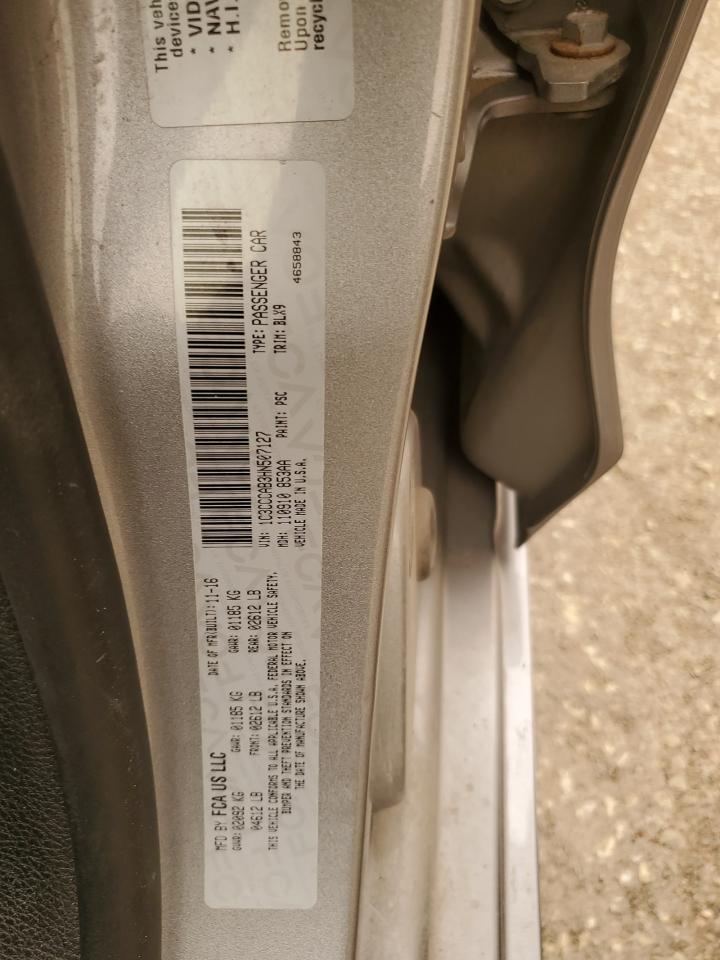 This veh
device
* VID
* NAV
* H.I.
Remov
Upon
recycl
MFD BY FCA US LLC DATE OF MFR(BUILT): 11-16
GVWR: 02092 KG GAWR: 01185 KG GAWR: 01185 KG
04612 LB FRONT: 02612 LB REAR: 02612 LB
THIS VEHICLE CONFORMS TO ALL APPLICABLE U.S.A. FEDERAL MOTOR VEHICLE SAFETY,
BUMPER AND THEFT PREVENTION STANDARDS IN EFFECT ON
THE DATE OF MANUFACTURE SHOWN ABOVE.
VIN: 1C3CCCAB3HN507127 TYPE: PASSENGER CAR
MDH: 110910 853AA PAINT: PSC TRIM: BLX9
VEHICLE MADE IN U.S.A.
4658843